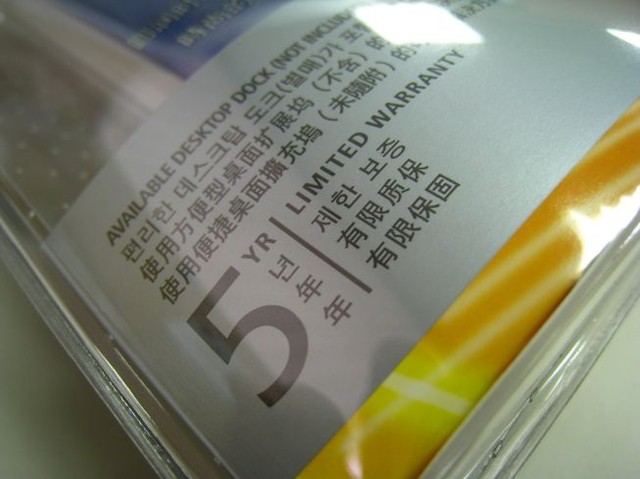 AVAILABLE DESKTOP DOCK (NOT
편리한 데스크탑 도크(별매)가
使用方便型桌面扩展坞（不含）的
使用便捷桌面擴充塢（未隨附）的
5 YR LIMITED WARRANTY
년 제한 보증
年 有限质保
年 有限保固